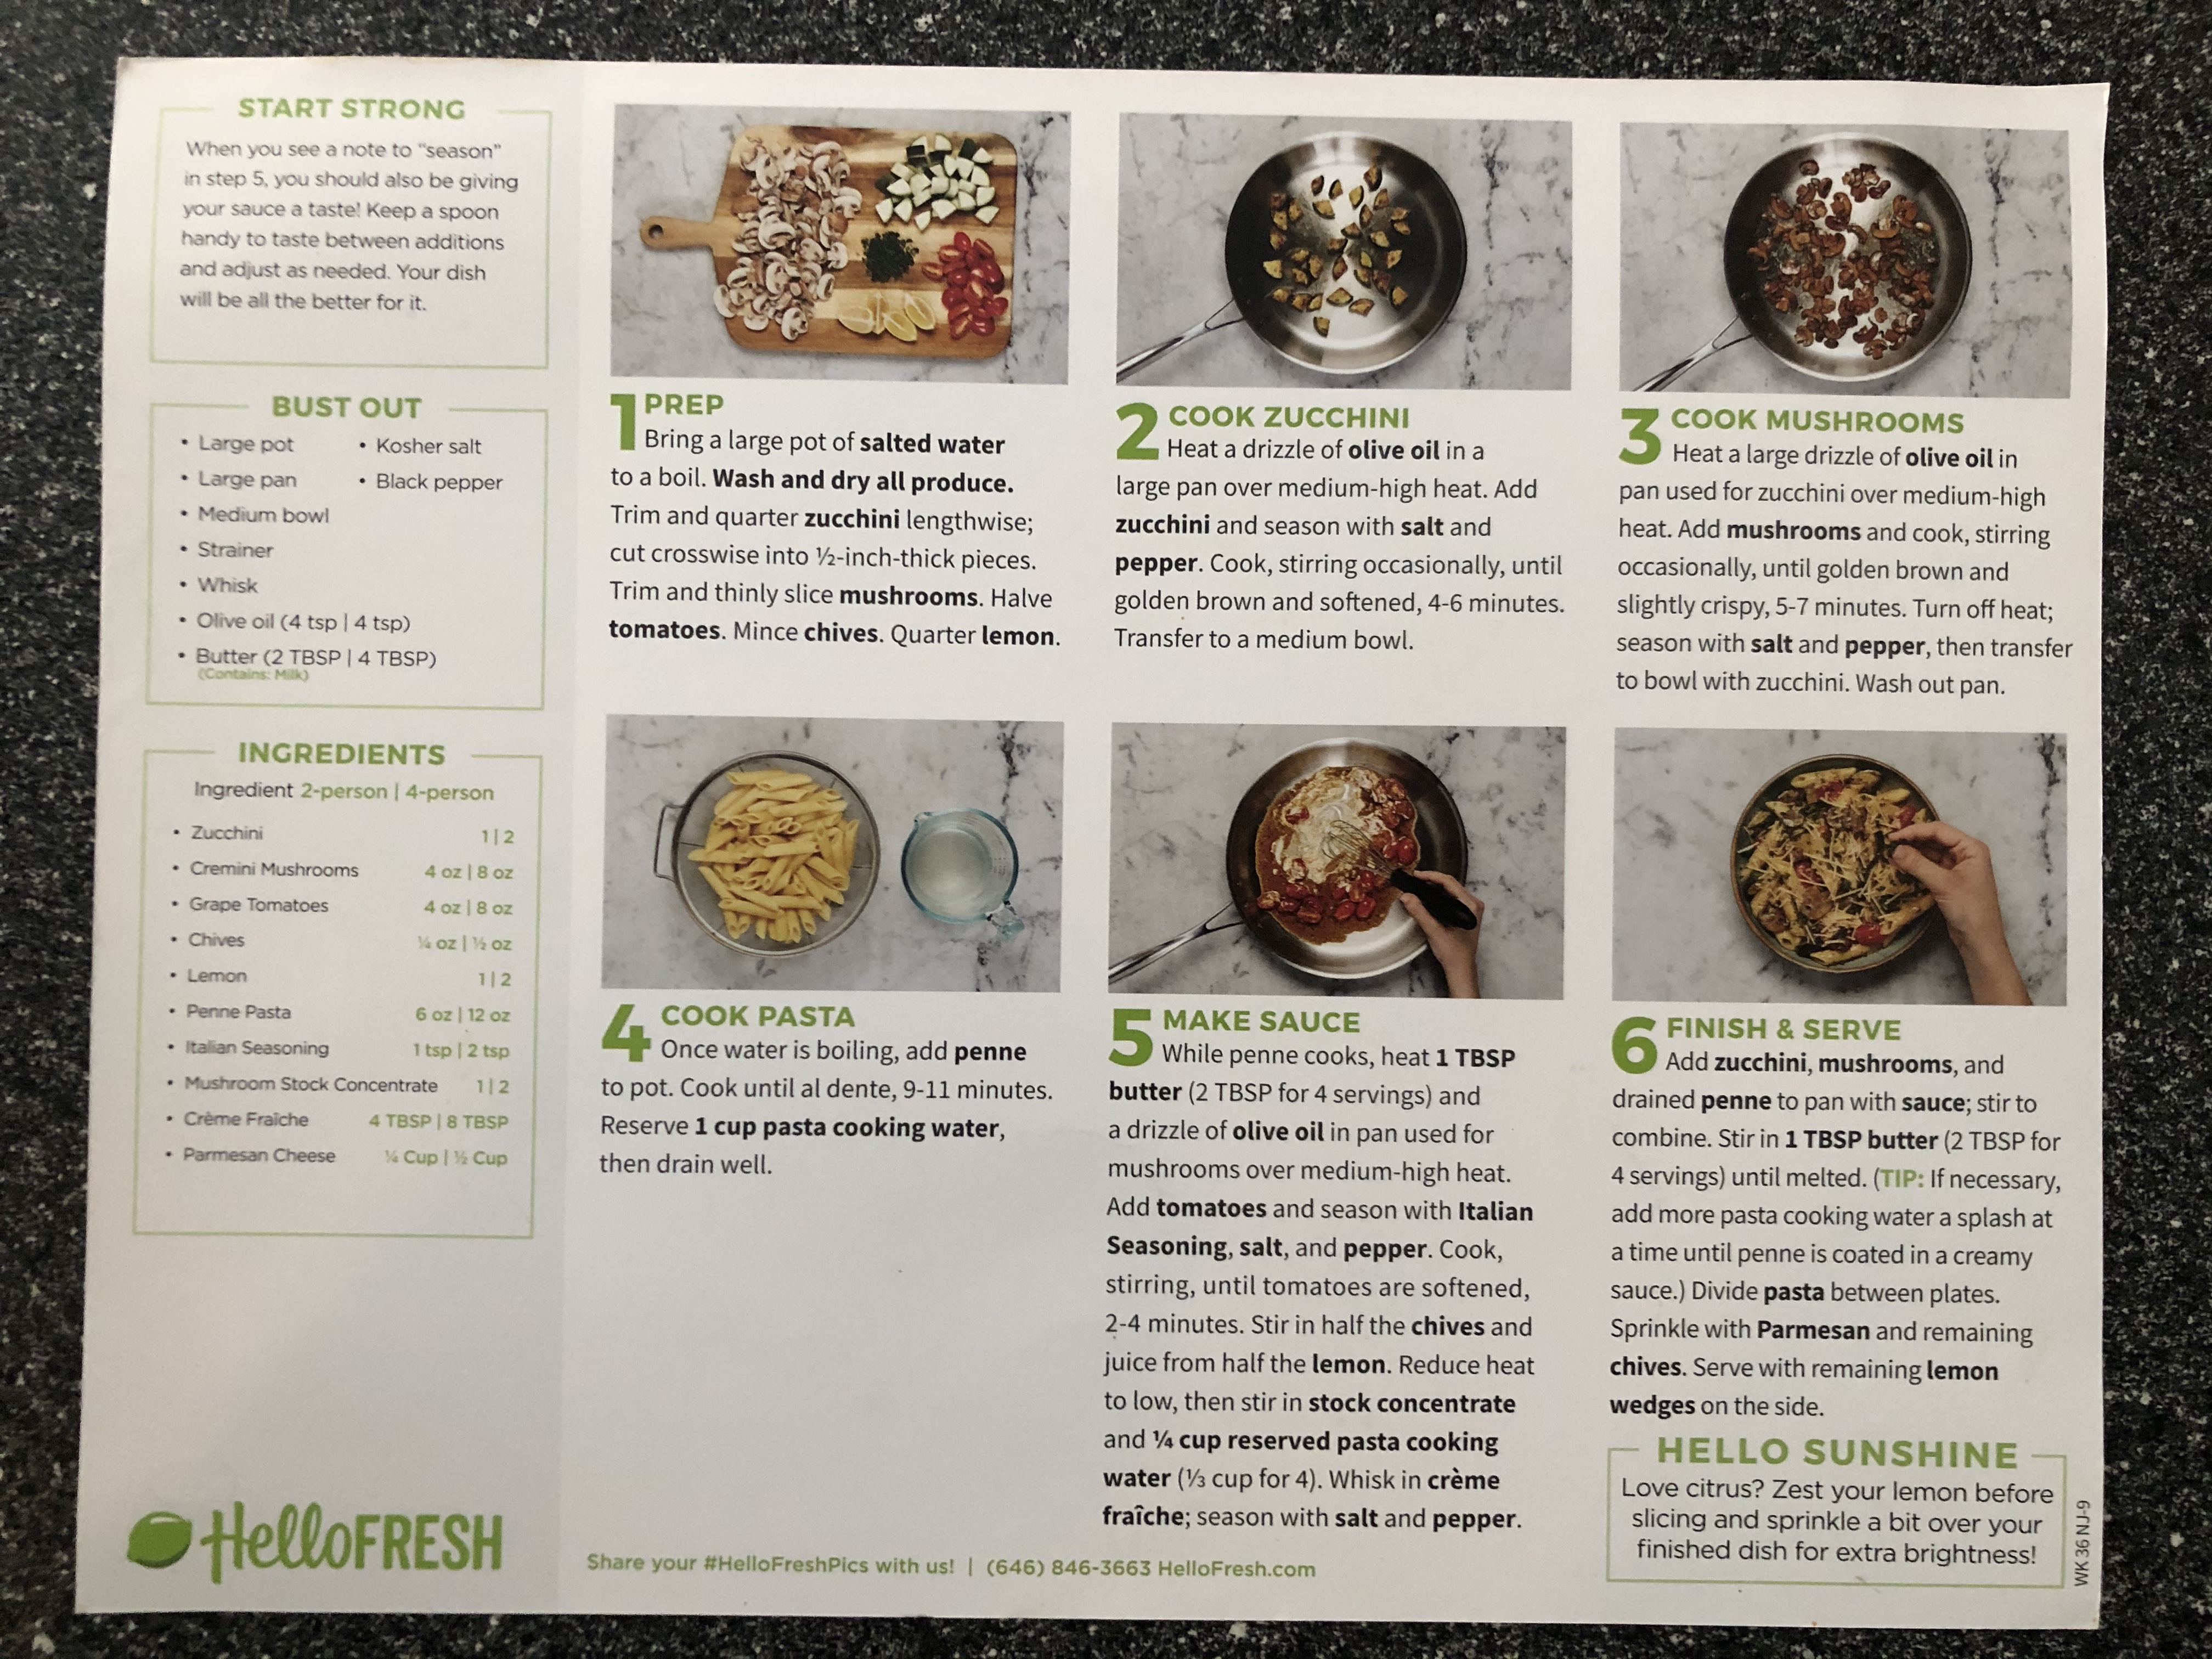 START STRONG
When you see a note to “season”
in step 5, you should also be giving
your sauce a taste! Keep a spoon
handy to taste between additions
and adjust as needed. Your dish
will be all the better for it.
BUST OUT
• Large pot
• Large pan
• Medium bowl
• Strainer
• Whisk
• Olive oil (4 tsp | 4 tsp)
• Butter (2 TBSP | 4 TBSP)
(Contains: Milk)
• Kosher salt
• Black pepper
INGREDIENTS
Ingredient 2-person | 4-person
• Zucchini 1 | 2
• Cremini Mushrooms 4 oz | 8 oz
• Grape Tomatoes 4 oz | 8 oz
• Chives ¼ oz | ½ oz
• Lemon 1 | 2
• Penne Pasta 6 oz | 12 oz
• Italian Seasoning 1 tsp | 2 tsp
• Mushroom Stock Concentrate 1 | 2
• Crème Fraîche 4 TBSP | 8 TBSP
• Parmesan Cheese ¼ Cup | ½ Cup
HelloFRESH
1 PREP
Bring a large pot of salted water
to a boil. Wash and dry all produce.
Trim and quarter zucchini lengthwise;
cut crosswise into ½-inch-thick pieces.
Trim and thinly slice mushrooms. Halve
tomatoes. Mince chives. Quarter lemon.
2 COOK ZUCCHINI
Heat a drizzle of olive oil in a
large pan over medium-high heat. Add
zucchini and season with salt and
pepper. Cook, stirring occasionally, until
golden brown and softened, 4-6 minutes.
Transfer to a medium bowl.
3 COOK MUSHROOMS
Heat a large drizzle of olive oil in
pan used for zucchini over medium-high
heat. Add mushrooms and cook, stirring
occasionally, until golden brown and
slightly crispy, 5-7 minutes. Turn off heat;
season with salt and pepper, then transfer
to bowl with zucchini. Wash out pan.
4 COOK PASTA
Once water is boiling, add penne
to pot. Cook until al dente, 9-11 minutes.
Reserve 1 cup pasta cooking water,
then drain well.
5 MAKE SAUCE
While penne cooks, heat 1 TBSP
butter (2 TBSP for 4 servings) and
a drizzle of olive oil in pan used for
mushrooms over medium-high heat.
Add tomatoes and season with Italian
Seasoning, salt, and pepper. Cook,
stirring, until tomatoes are softened,
2-4 minutes. Stir in half the chives and
juice from half the lemon. Reduce heat
to low, then stir in stock concentrate
and ¼ cup reserved pasta cooking
water (⅓ cup for 4). Whisk in crème
fraîche; season with salt and pepper.
6 FINISH & SERVE
Add zucchini, mushrooms, and
drained penne to pan with sauce; stir to
combine. Stir in 1 TBSP butter (2 TBSP for
4 servings) until melted. (TIP: If necessary,
add more pasta cooking water a splash at
a time until penne is coated in a creamy
sauce.) Divide pasta between plates.
Sprinkle with Parmesan and remaining
chives. Serve with remaining lemon
wedges on the side.
HELLO SUNSHINE
Love citrus? Zest your lemon before
slicing and sprinkle a bit over your
finished dish for extra brightness!
Share your #HelloFreshPics with us! | (646) 846-3663 HelloFresh.com
WK 36 NJ-9